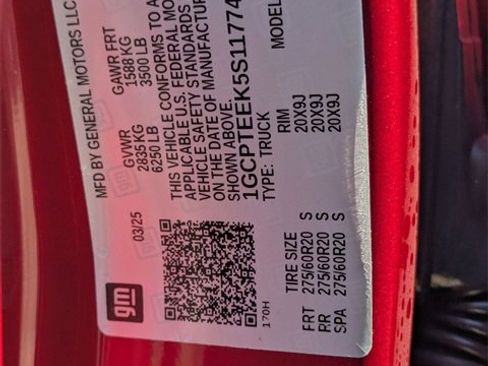 MFD BY GENERAL MOTORS LLC
gm
03/25
GVWR GAWR FRT
2835 KG 1588 KG
6250 LB 3500 LB
THIS VEHICLE CONFORMS TO A
APPLICABLE U.S. FEDERAL MO
VEHICLE SAFETY STANDARDS
ON THE DATE OF MANUFACTUR
SHOWN ABOVE.
1GCPTEEK5S11774
TYPE: TRUCK MODEL
170H
TIRE SIZE RIM
FRT 275/60R20 S 20X9J
RR 275/60R20 S 20X9J
SPA 275/60R20 S 20X9J